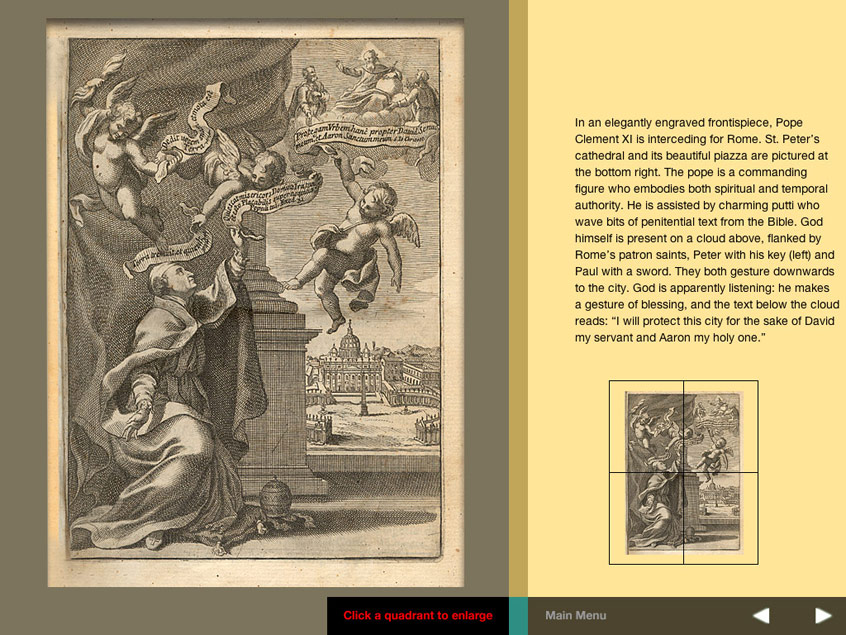 Protegam Urbem hanc propter David Servum
meum, et Aaron Sanctum meum
In an elegantly engraved frontispiece, Pope
Clement XI is interceding for Rome. St. Peter's
cathedral and its beautiful piazza are pictured at
the bottom right. The pope is a commanding
figure who embodies both spiritual and temporal
authority. He is assisted by charming putti who
wave bits of penitential text from the Bible. God
himself is present on a cloud above, flanked by
Rome's patron saints, Peter with his key (left) and
Paul with a sword. They both gesture downwards
to the city. God is apparently listening: he makes
a gesture of blessing, and the text below the cloud
reads: “I will protect this city for the sake of David
my servant and Aaron my holy one.”
Click a quadrant to enlarge
Main Menu